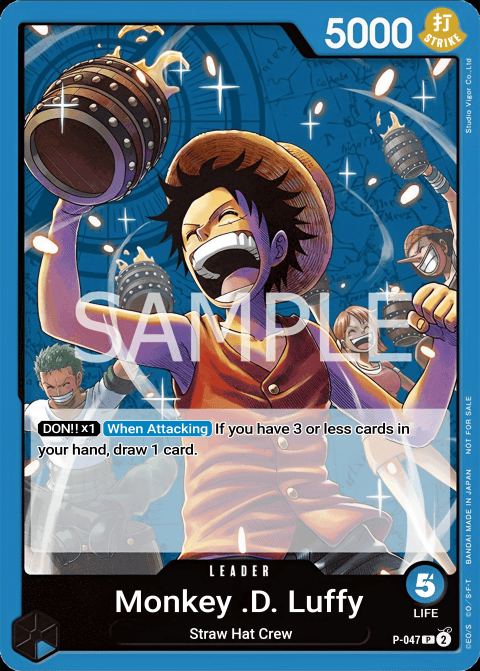 5000
打
STRIKE
Studio Vigor Co.,Ltd
SAMPLE
DON!! ×1 When Attacking If you have 3 or less cards in
your hand, draw 1 card.
BANDAI MADE IN JAPAN NOT FOR SALE
©E.O./S ©O./S·F·T
LEADER
Monkey .D. Luffy
Straw Hat Crew
5
LIFE
P-047 P 2